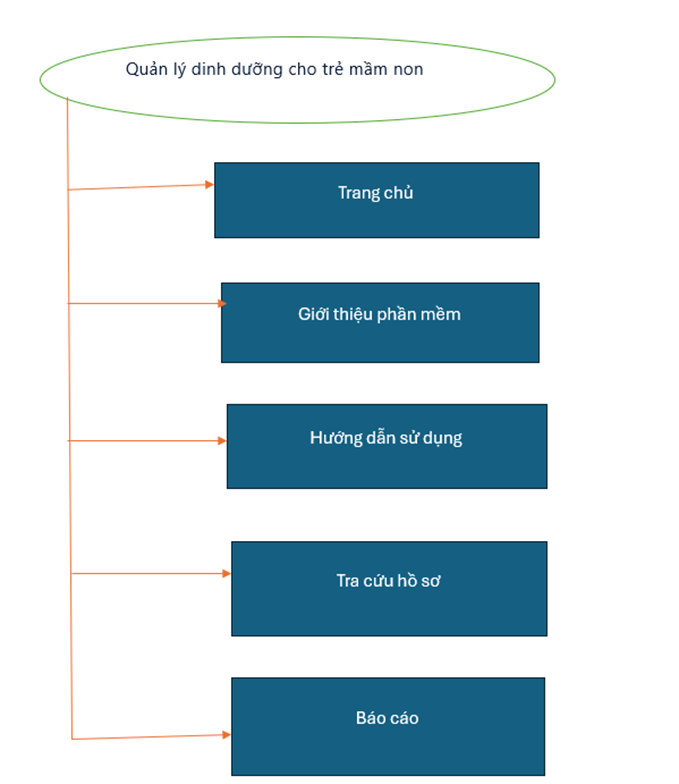 Quản lý dinh dưỡng cho trẻ mầm non
Trang chủ
Giới thiệu phần mềm
Hướng dẫn sử dụng
Tra cứu hồ sơ
Báo cáo